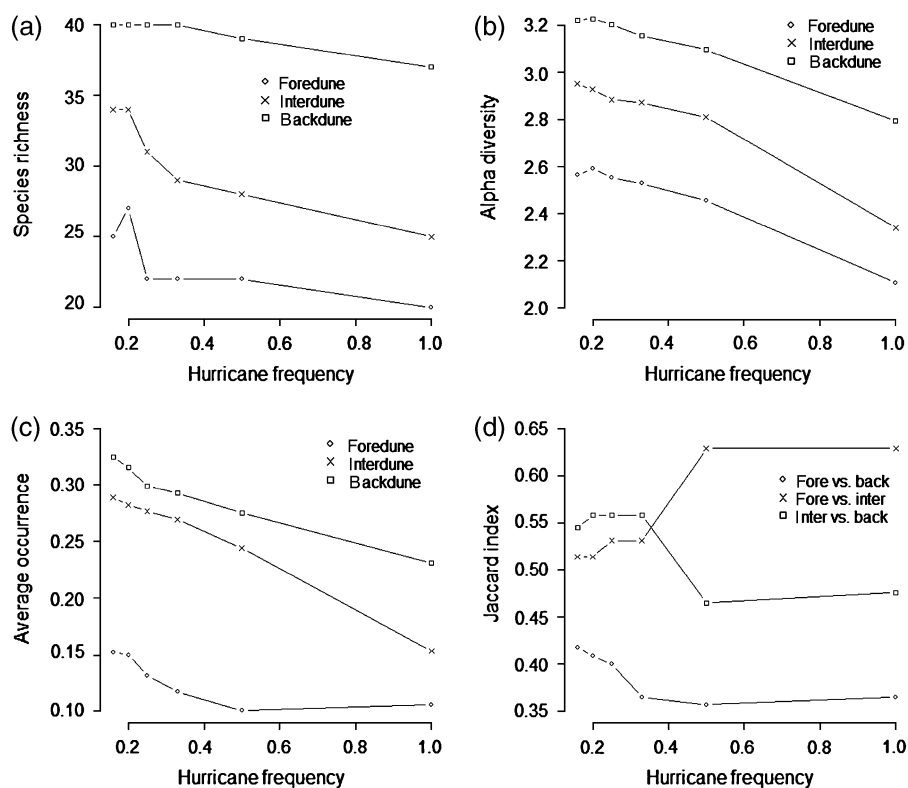 (a)
Species richness
40
35
30
25
20
Foredune
Interdune
Backdune
0.2 0.4 0.6 0.8 1.0
Hurricane frequency
(b)
Alpha diversity
3.2
3.0
2.8
2.6
2.4
2.2
2.0
Foredune
Interdune
Backdune
0.2 0.4 0.6 0.8 1.0
Hurricane frequency
(c)
Average occurrence
0.35
0.30
0.25
0.20
0.15
0.10
Foredune
Interdune
Backdune
0.2 0.4 0.6 0.8 1.0
Hurricane frequency
(d)
Jaccard index
0.65
0.60
0.55
0.50
0.45
0.40
0.35
Fore vs. back
Fore vs. inter
Inter vs. back
0.2 0.4 0.6 0.8 1.0
Hurricane frequency